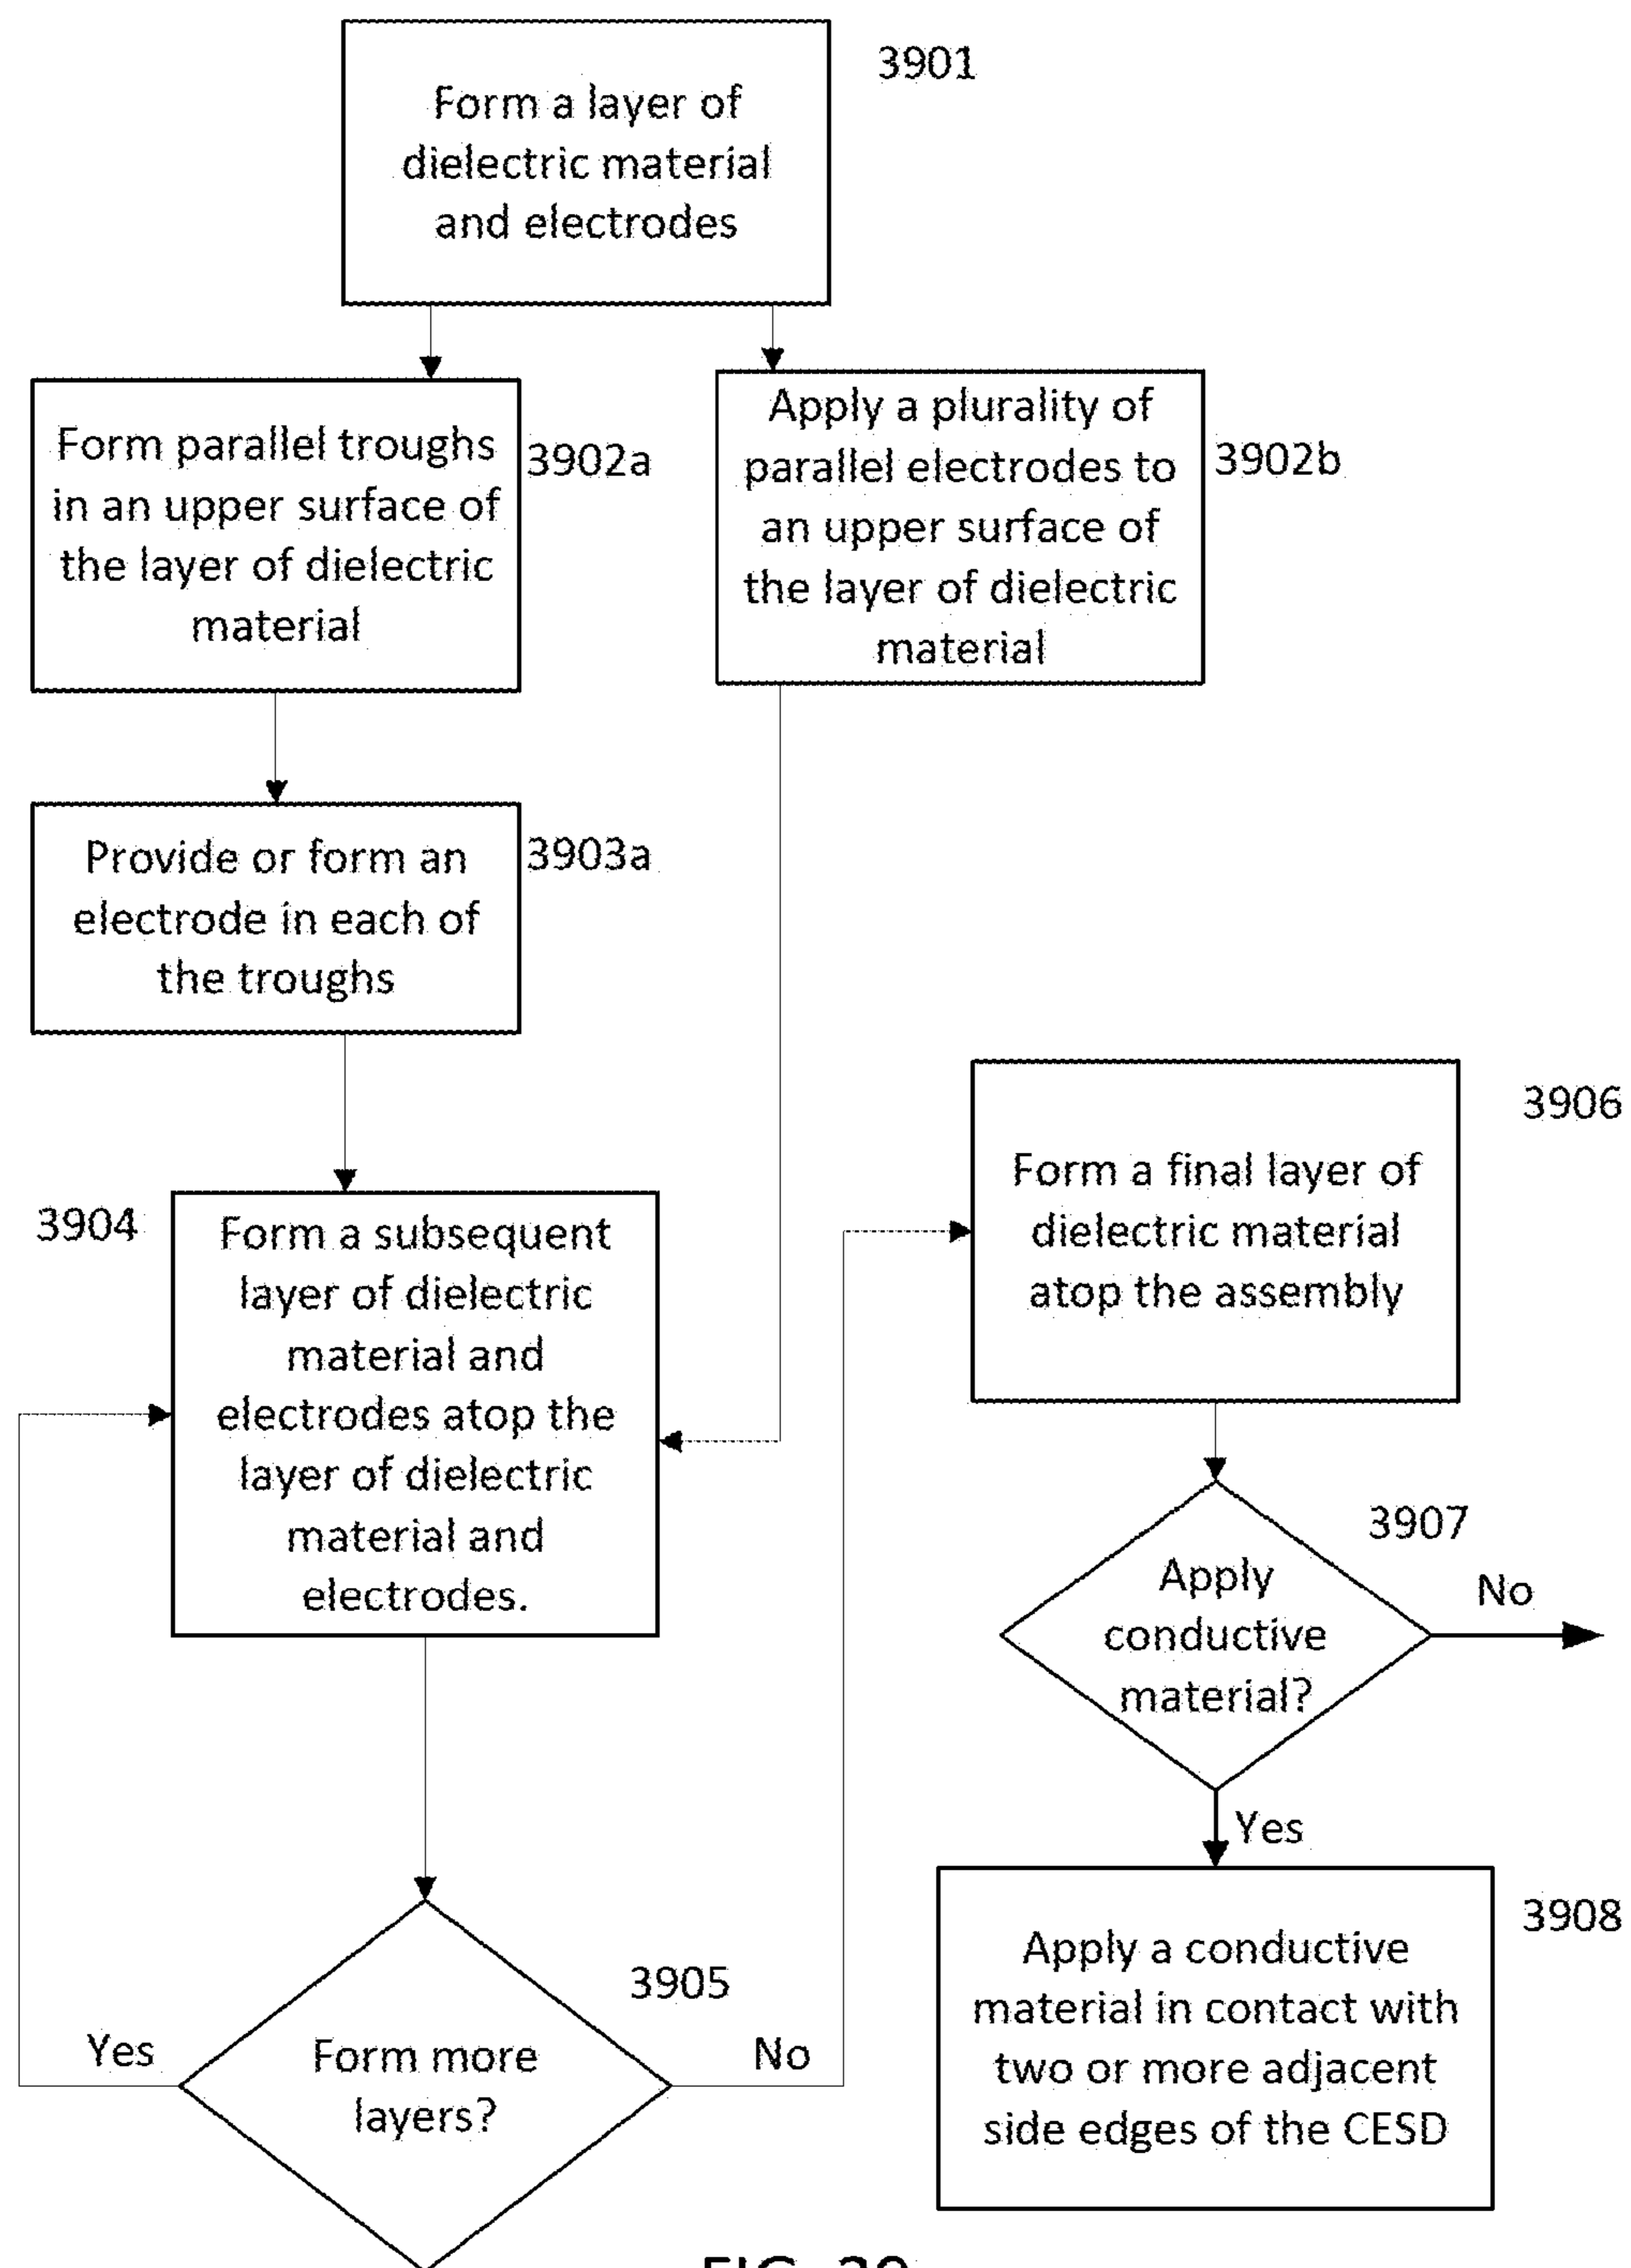 3901
Form a layer of
dielectric material
and electrodes
Form parallel troughs
in an upper surface of
the layer of dielectric
material
3902a
Apply a plurality of
parallel electrodes to
an upper surface of
the layer of dielectric
material
3902b
Provide or form an
electrode in each of
the troughs
3903a
3904
Form a subsequent
layer of dielectric
material and
electrodes atop the
layer of dielectric
material and
electrodes.
3905
Form more
layers?
Yes
No
3906
Form a final layer of
dielectric material
atop the assembly
3907
Apply
conductive
material?
No
Yes
3908
Apply a conductive
material in contact with
two or more adjacent
side edges of the CESD
FIG. 39